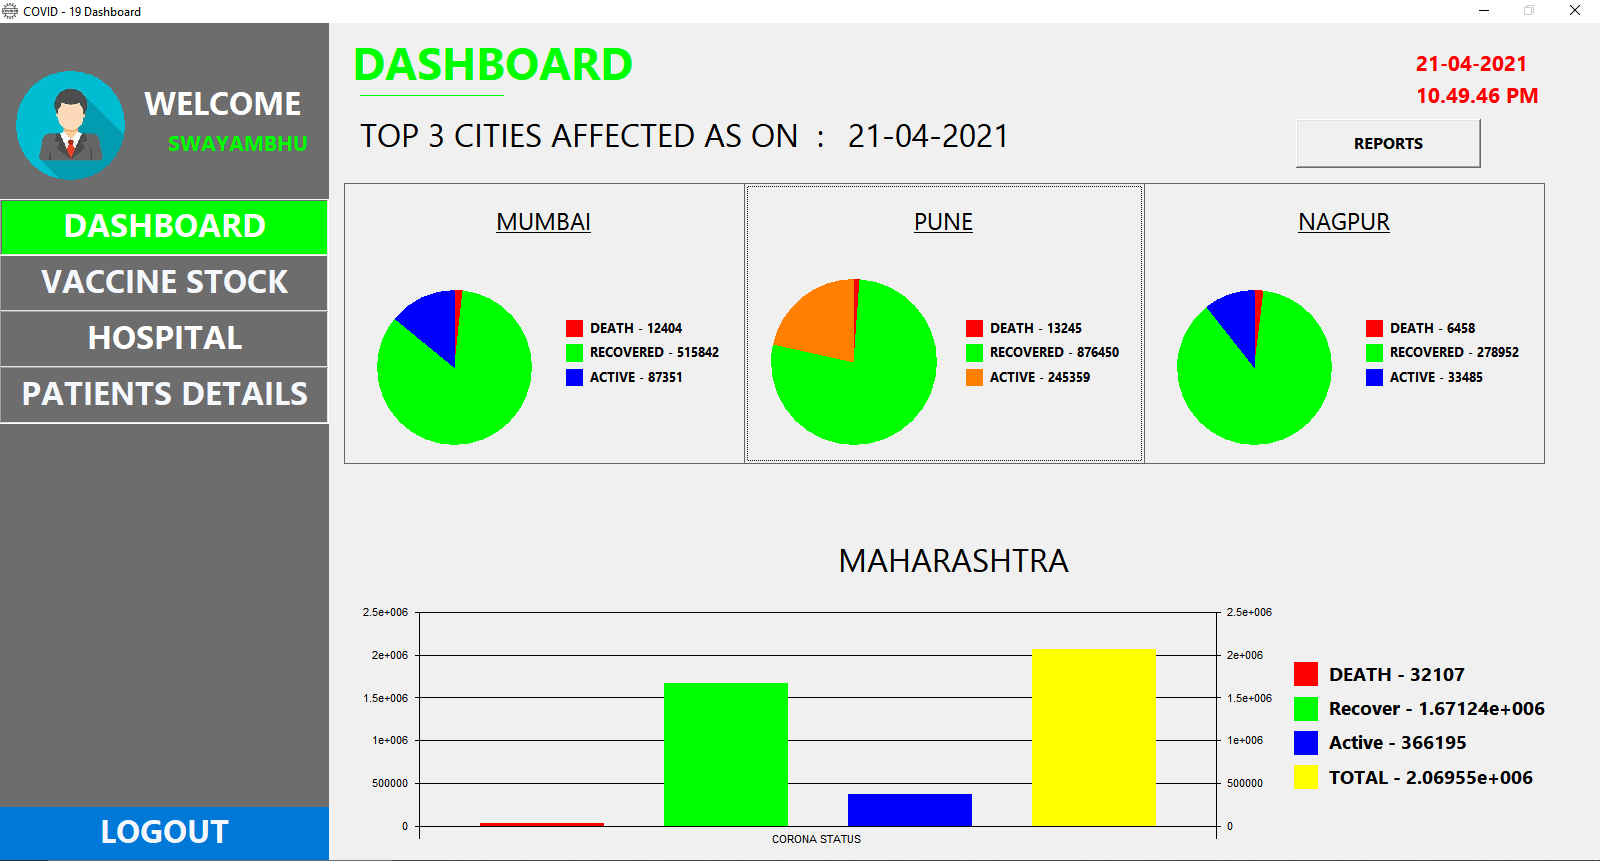 COVID - 19 Dashboard
WELCOME
SWAYAMBHU
DASHBOARD
VACCINE STOCK
HOSPITAL
PATIENTS DETAILS
LOGOUT
DASHBOARD
21-04-2021
10.49.46 PM
TOP 3 CITIES AFFECTED AS ON : 21-04-2021
REPORTS
MUMBAI
DEATH - 12404
RECOVERED - 515842
ACTIVE - 87351
PUNE
DEATH - 13245
RECOVERED - 876450
ACTIVE - 245359
NAGPUR
DEATH - 6458
RECOVERED - 278952
ACTIVE - 33485
MAHARASHTRA
2.5e+006
2e+006
1.5e+006
1e+006
500000
0
2.5e+006
2e+006
1.5e+006
1e+006
500000
0
CORONA STATUS
DEATH - 32107
Recover - 1.67124e+006
Active - 366195
TOTAL - 2.06955e+006